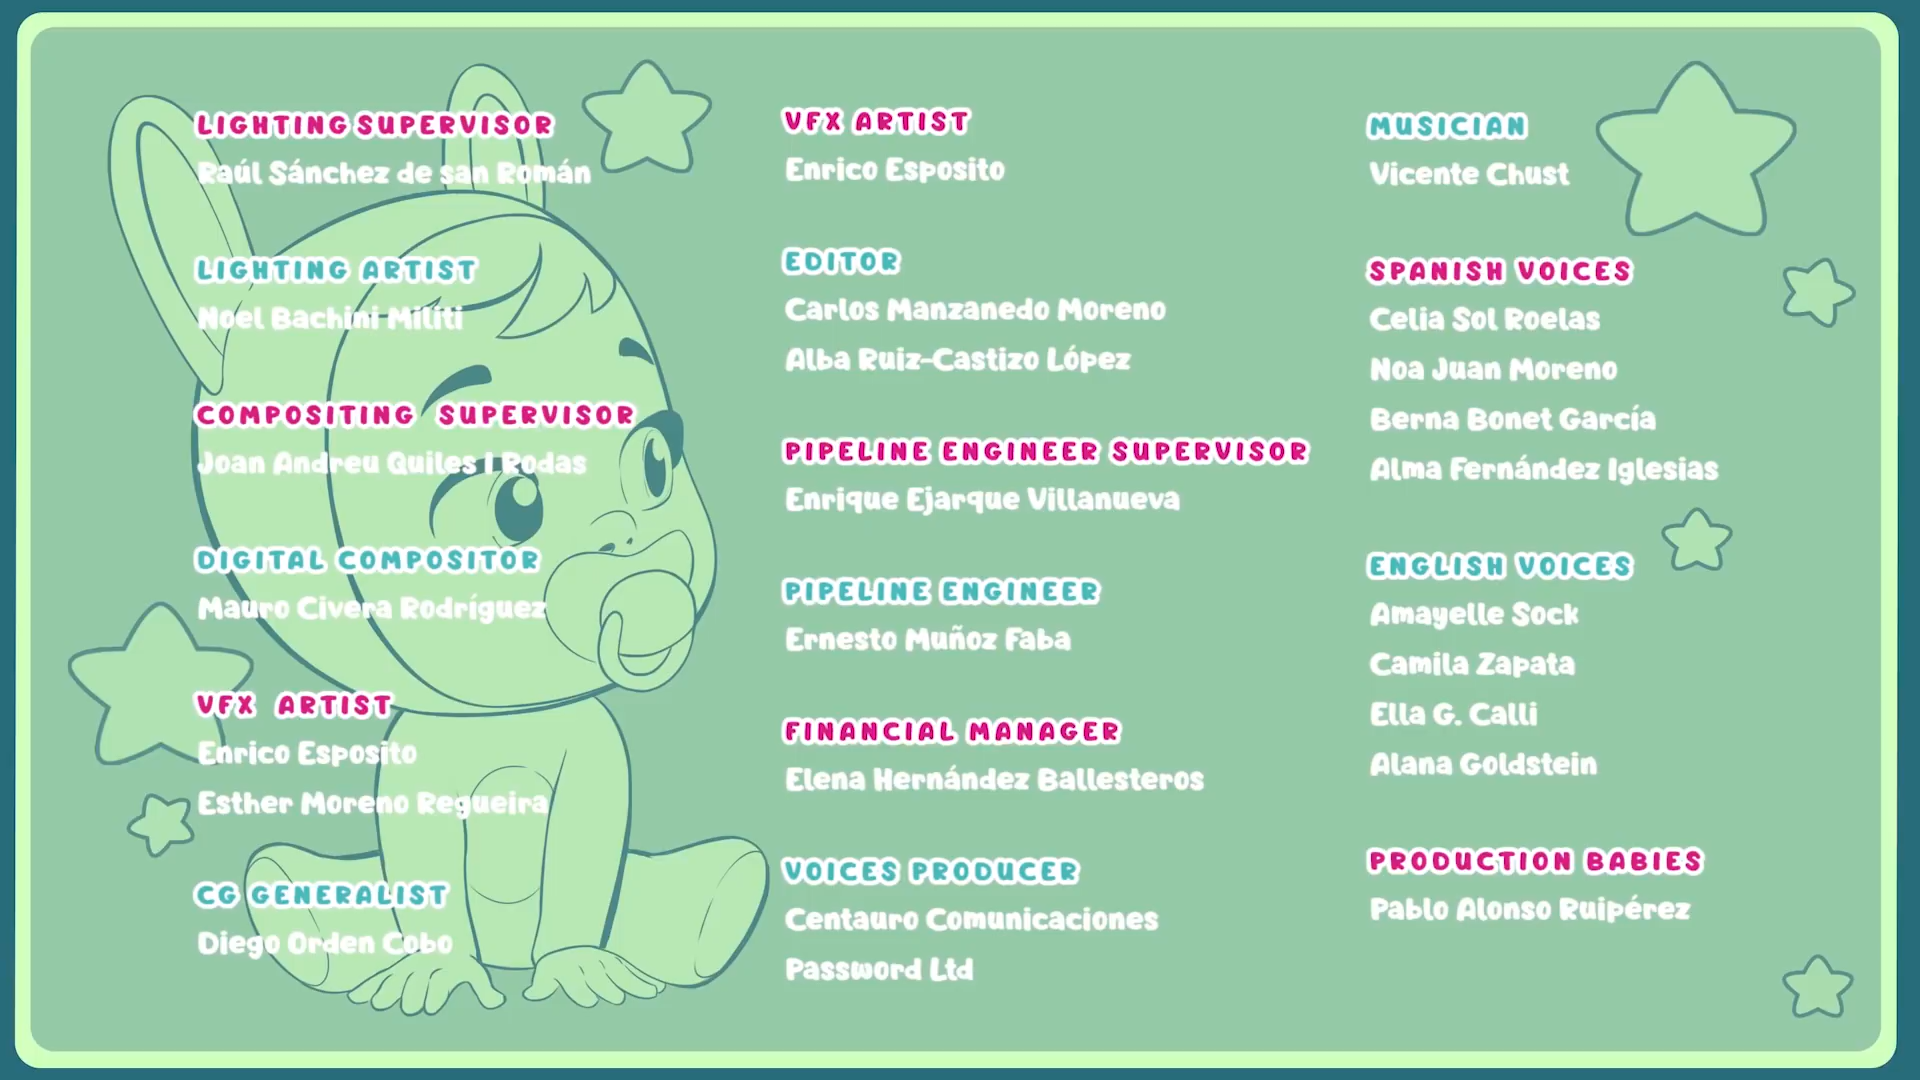 LIGHTING SUPERVISOR
Raúl Sánchez de san Román
LIGHTING ARTIST
Noel Bachini Militi
COMPOSITING SUPERVISOR
Joan Andreu Quiles I Rodas
DIGITAL COMPOSITOR
Mauro Civera Rodríguez
VFX ARTIST
Enrico Esposito
Esther Moreno Regueira
CG GENERALIST
Diego Orden Cobo
VFX ARTIST
Enrico Esposito
EDITOR
Carlos Manzanedo Moreno
Alba Ruiz-Castizo López
PIPELINE ENGINEER SUPERVISOR
Enrique Ejarque Villanueva
PIPELINE ENGINEER
Ernesto Muñoz Faba
FINANCIAL MANAGER
Elena Hernández Ballesteros
VOICES PRODUCER
Centauro Comunicaciones
Password Ltd
MUSICIAN
Vicente Chust
SPANISH VOICES
Celia Sol Roelas
Noa Juan Moreno
Berna Bonet García
Alma Fernández Iglesias
ENGLISH VOICES
Amayelle Sock
Camila Zapata
Ella G. Calli
Alana Goldstein
PRODUCTION BABIES
Pablo Alonso Ruipérez